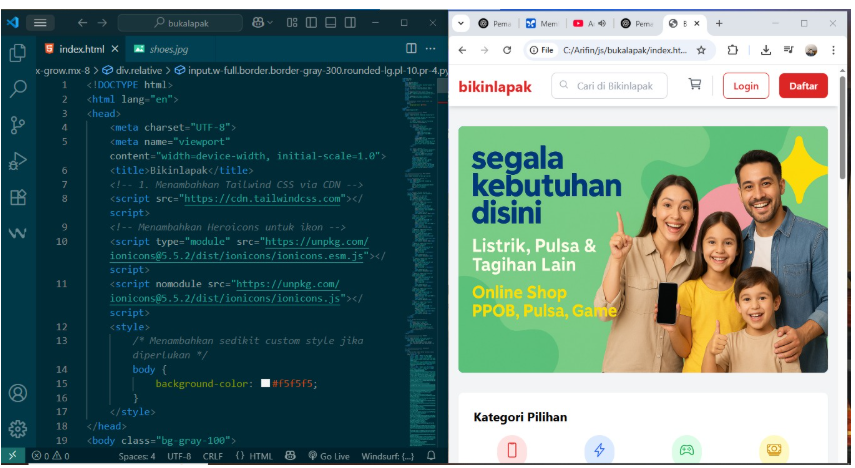 bukalapak
index.html
shoes.jpg
x-grow.mx-8 > div.relative > input.w-full.border.border-gray-300.rounded-lg.pl-10.pr-4.py
1 <!DOCTYPE html>
2 <html lang="en">
3 <head>
4 <meta charset="UTF-8">
5 <meta name="viewport"
content="width=device-width, initial-scale=1.0">
6 <title>Bikinlapak</title>
7 <!-- 1. Menambahkan Tailwind CSS via CDN -->
8 <script src="https://cdn.tailwindcss.com"></
script>
9 <!-- Menambahkan Heroicons untuk ikon -->
10 <script type="module" src="https://unpkg.com/
ionicons@5.5.2/dist/ionicons/ionicons.esm.js"></
script>
11 <script nomodule src="https://unpkg.com/
ionicons@5.5.2/dist/ionicons/ionicons.js"></
script>
12 <style>
13 /* Menambahkan sedikit custom style jika
diperlukan */
14 body {
15 background-color: #f5f5f5;
16 }
17 </style>
18 </head>
19 <body class="bg-gray-100">
0 0 Spaces: 4 UTF-8 CRLF {} HTML Go Live Windsurf: {...}
Pema Mem A Pema B
File C:/Arifin/js/bukalapak/index.ht...
bikinlapak
Cari di Bikinlapak
Login
Daftar
segala
kebutuhan
disini
Listrik, Pulsa &
Tagihan Lain
Online Shop
PPOB, Pulsa, Game
Kategori Pilihan